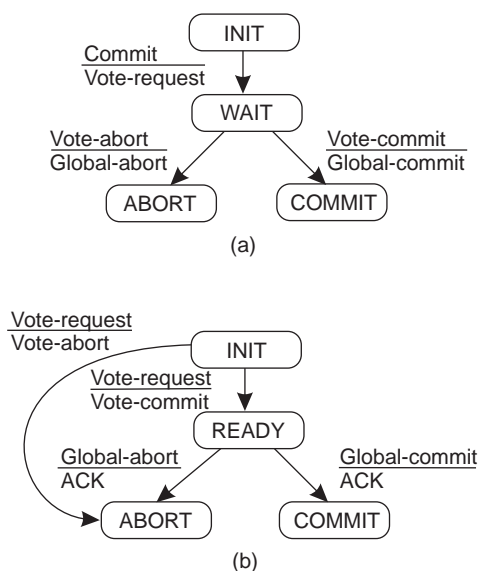 INIT
Commit
Vote-request
WAIT
Vote-abort
Global-abort
Vote-commit
Global-commit
ABORT
COMMIT
(a)
Vote-request
Vote-abort
INIT
Vote-request
Vote-commit
READY
Global-abort
ACK
Global-commit
ACK
ABORT
COMMIT
(b)